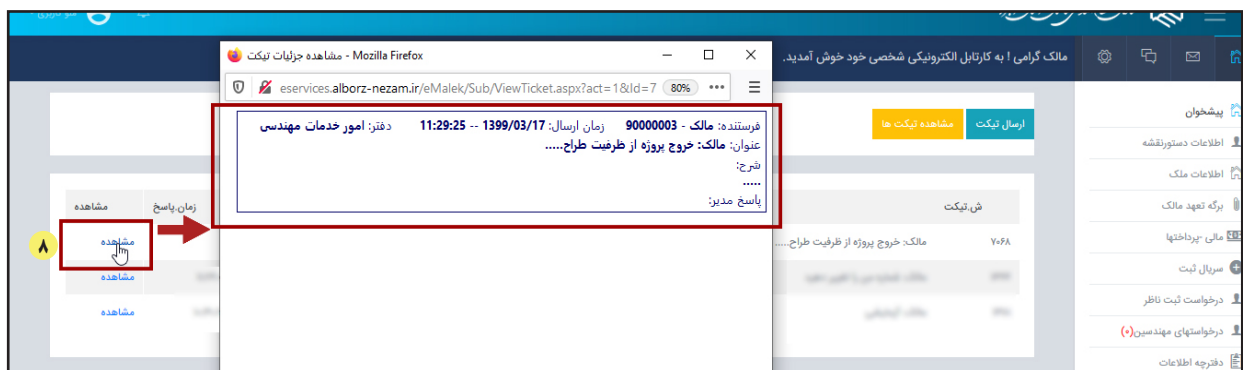 مالک گرامی ! به کارتابل الکترونیکی شخصی خود خوش آمدید.
پیشخوان
اطلاعات دستورنقشه
اطلاعات ملک
برگه تعهد مالک
مالی -پرداختها
سریال ثبت
درخواست ثبت ناظر
درخواستهای مهندسین(۰)
دفترچه اطلاعات
ارسال تیکت
مشاهده تیکت ها
ش.تیکت
زمان.پاسخ
مشاهده
۷۰۶۸
مالک: خروج پروژه از ظرفیت طراح.....
مشاهده
مشاهده
مشاهده
۸
مشاهده جزئیات تیکت - Mozilla Firefox
eservices.alborz-nezam.ir/eMalek/Sub/ViewTicket.aspx?act=1&Id=7
80%
فرستنده: مالک - 90000003 زمان ارسال: 1399/03/17 -- 11:29:25 دفتر: امور خدمات مهندسی
عنوان: مالک: خروج پروژه از ظرفیت طراح.....
شرح:
.....
پاسخ مدیر: